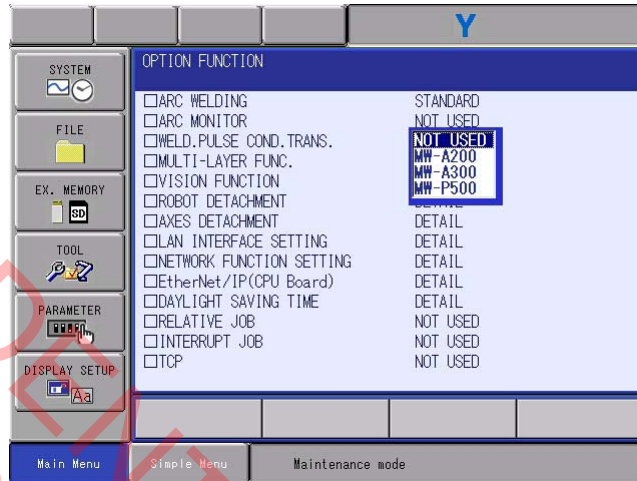 Y
SYSTEM
FILE
EX. MEMORY
SD
TOOL
PARAMETER
DISPLAY SETUP
Aa
OPTION FUNCTION
ARC WELDING STANDARD
ARC MONITOR NOT USED
WELD.PULSE COND.TRANS. NOT USED
MW-A200
MW-A300
MW-P500
MULTI-LAYER FUNC.
VISION FUNCTION
ROBOT DETACHMENT DETAIL
AXES DETACHMENT DETAIL
LAN INTERFACE SETTING DETAIL
NETWORK FUNCTION SETTING DETAIL
EtherNet/IP(CPU Board) DETAIL
DAYLIGHT SAVING TIME DETAIL
RELATIVE JOB NOT USED
INTERRUPT JOB NOT USED
TCP NOT USED
Main Menu
Simple Menu
Maintenance mode